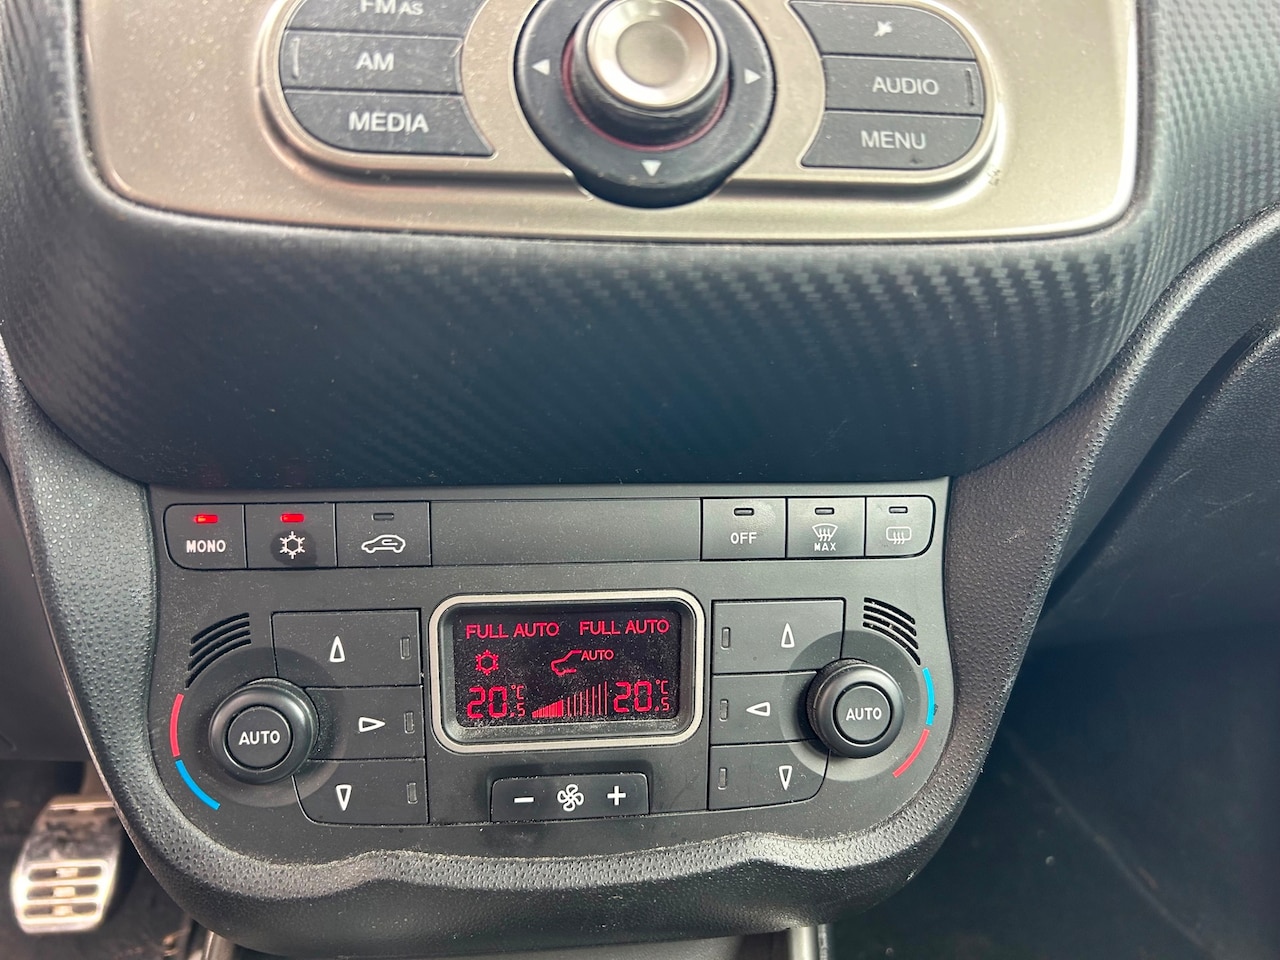 FM AS
AM
MEDIA
AUDIO
MENU
MONO
OFF
MAX
FULL AUTO FULL AUTO
AUTO
20.5 °C 20.5 °C
AUTO
AUTO
- +